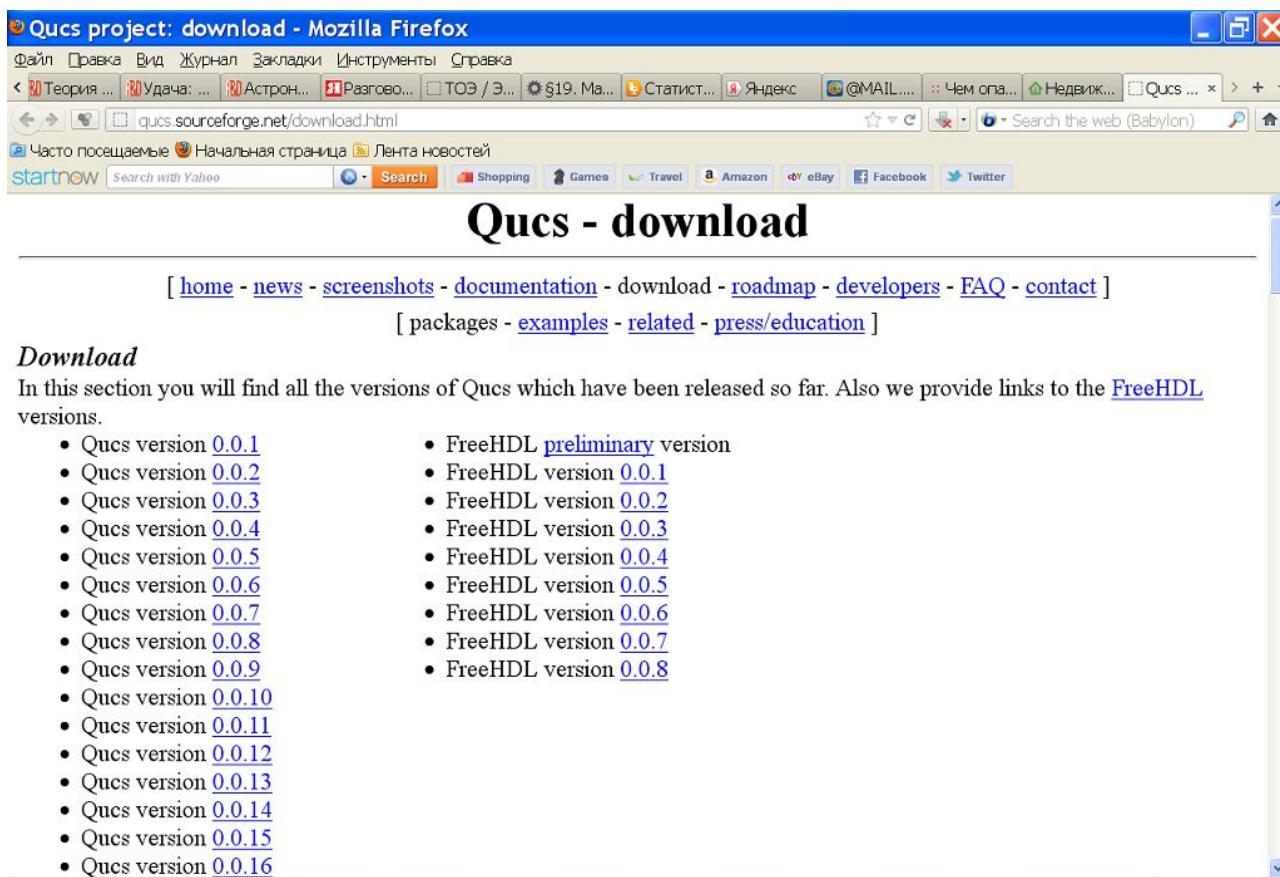 Qucs project: download - Mozilla Firefox
Файл Правка Вид Журнал Закладки Инструменты Справка
Теория ... Удача: ... Астрон... Разгово... ТОЭ / Э... §19. Ма... Статист... Яндекс @MAIL.... :: Чем опа... Недвиж... Qucs ...
qucs.sourceforge.net/download.html Search the web (Babylon)
Часто посещаемые Начальная страница Лента новостей
startnow Search with Yahoo Search Shopping Games Travel Amazon eBay Facebook Twitter
Qucs - download
[ home - news - screenshots - documentation - download - roadmap - developers - FAQ - contact ]
[ packages - examples - related - press/education ]
Download
In this section you will find all the versions of Qucs which have been released so far. Also we provide links to the FreeHDL
versions.
• Qucs version 0.0.1
• Qucs version 0.0.2
• Qucs version 0.0.3
• Qucs version 0.0.4
• Qucs version 0.0.5
• Qucs version 0.0.6
• Qucs version 0.0.7
• Qucs version 0.0.8
• Qucs version 0.0.9
• Qucs version 0.0.10
• Qucs version 0.0.11
• Qucs version 0.0.12
• Qucs version 0.0.13
• Qucs version 0.0.14
• Qucs version 0.0.15
• Qucs version 0.0.16
• FreeHDL preliminary version
• FreeHDL version 0.0.1
• FreeHDL version 0.0.2
• FreeHDL version 0.0.3
• FreeHDL version 0.0.4
• FreeHDL version 0.0.5
• FreeHDL version 0.0.6
• FreeHDL version 0.0.7
• FreeHDL version 0.0.8